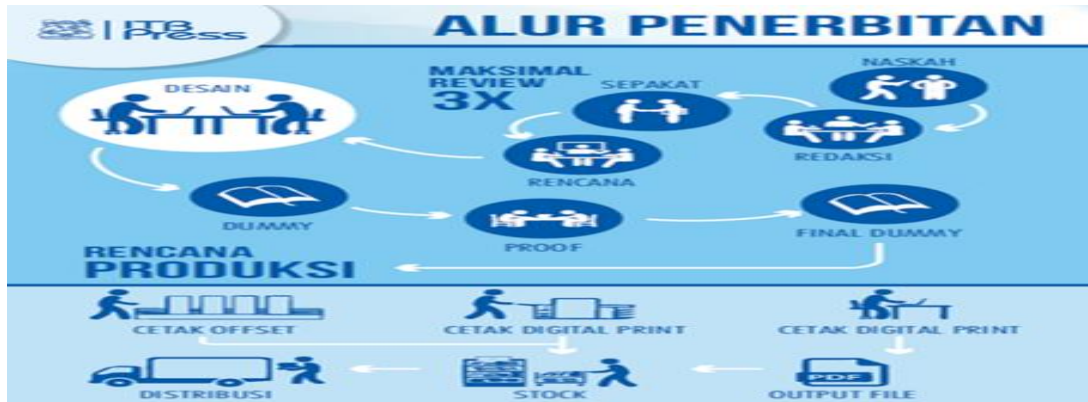 ITB Press
ALUR PENERBITAN
NASKAH
REDAKSI
SEPAKAT
MAKSIMAL
REVIEW
3X
RENCANA
DESAIN
DUMMY
PROOF
FINAL DUMMY
RENCANA
PRODUKSI
CETAK OFFSET
CETAK DIGITAL PRINT
CETAK DIGITAL PRINT
DISTRIBUSI
STOCK
PDF
OUTPUT FILE